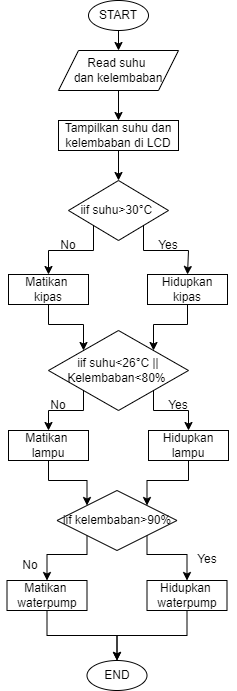 START
Read suhu
dan kelembaban
Tampilkan suhu dan
kelembaban di LCD
iif suhu>30°C
No
Yes
Matikan
kipas
Hidupkan
kipas
iif suhu<26°C ||
Kelembaban<80%
No
Yes
Matikan
lampu
Hidupkan
lampu
iif kelembaban>90%
No
Yes
Matikan
waterpump
Hidupkan
waterpump
END